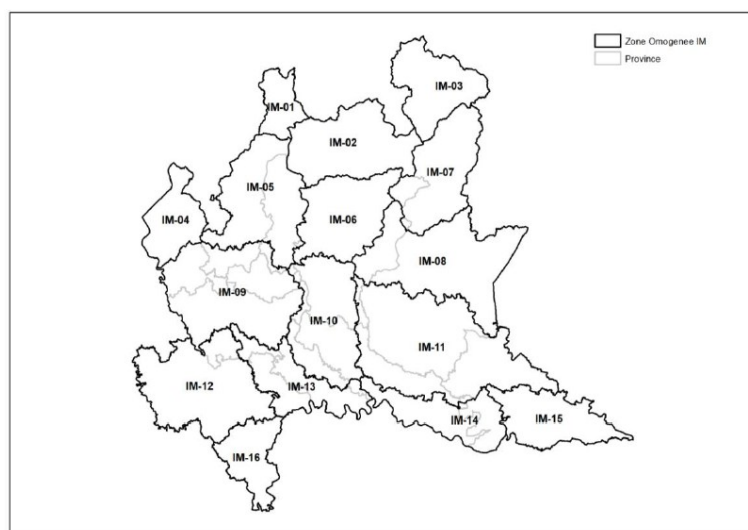 Zone Omogenee IM
Province
IM-01
IM-03
IM-02
IM-07
IM-05
IM-04
IM-06
IM-08
IM-09
IM-10
IM-11
IM-12
IM-13
IM-14
IM-15
IM-16